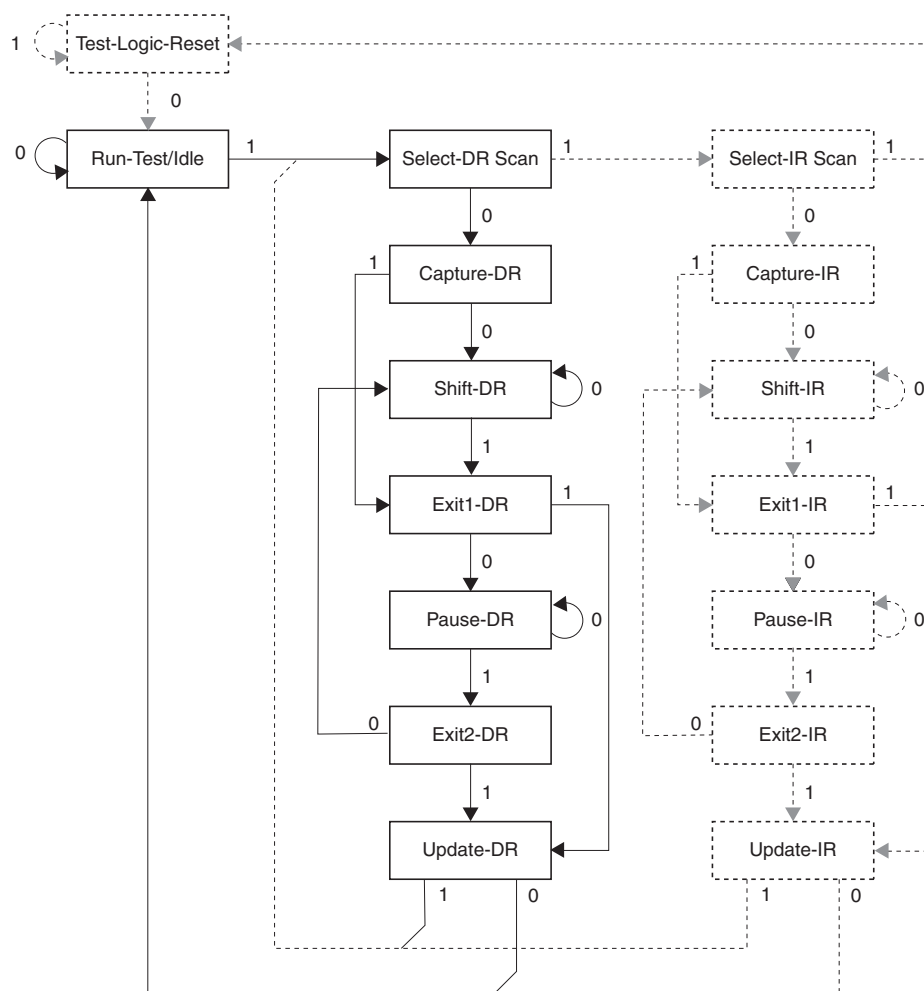 Test-Logic-Reset
1
0
Run-Test/Idle
0
1
Select-DR Scan
1
Select-IR Scan
1
0
0
Capture-DR
1
Capture-IR
1
0
0
Shift-DR
0
Shift-IR
0
1
1
Exit1-DR
1
Exit1-IR
1
0
0
Pause-DR
0
Pause-IR
0
1
1
Exit2-DR
0
Exit2-IR
0
1
1
Update-DR
Update-IR
1
0
1
0